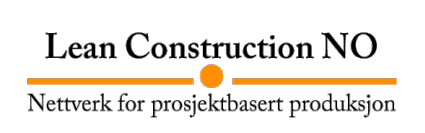 Lean Construction NO
Nettverk for prosjektbasert produksjon